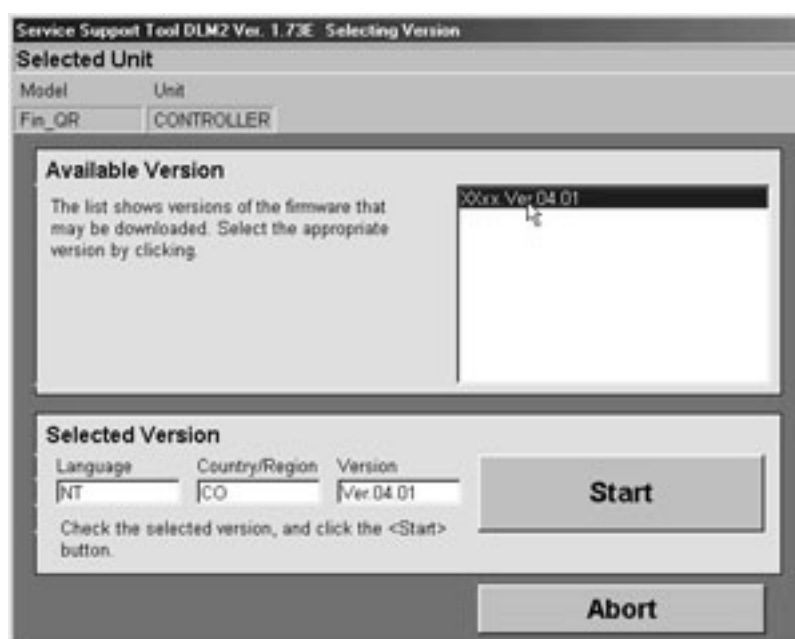 Service Support Tool DLM2 Ver. 1.73E Selecting Version
Selected Unit
Model Unit
Fin_QR CONTROLLER
Available Version
The list shows versions of the firmware that
may be downloaded. Select the appropriate
version by clicking.
XXxx Ver.04.01
Selected Version
Language Country/Region Version
NT CO Ver.04.01
Start
Check the selected version, and click the <Start>
button.
Abort